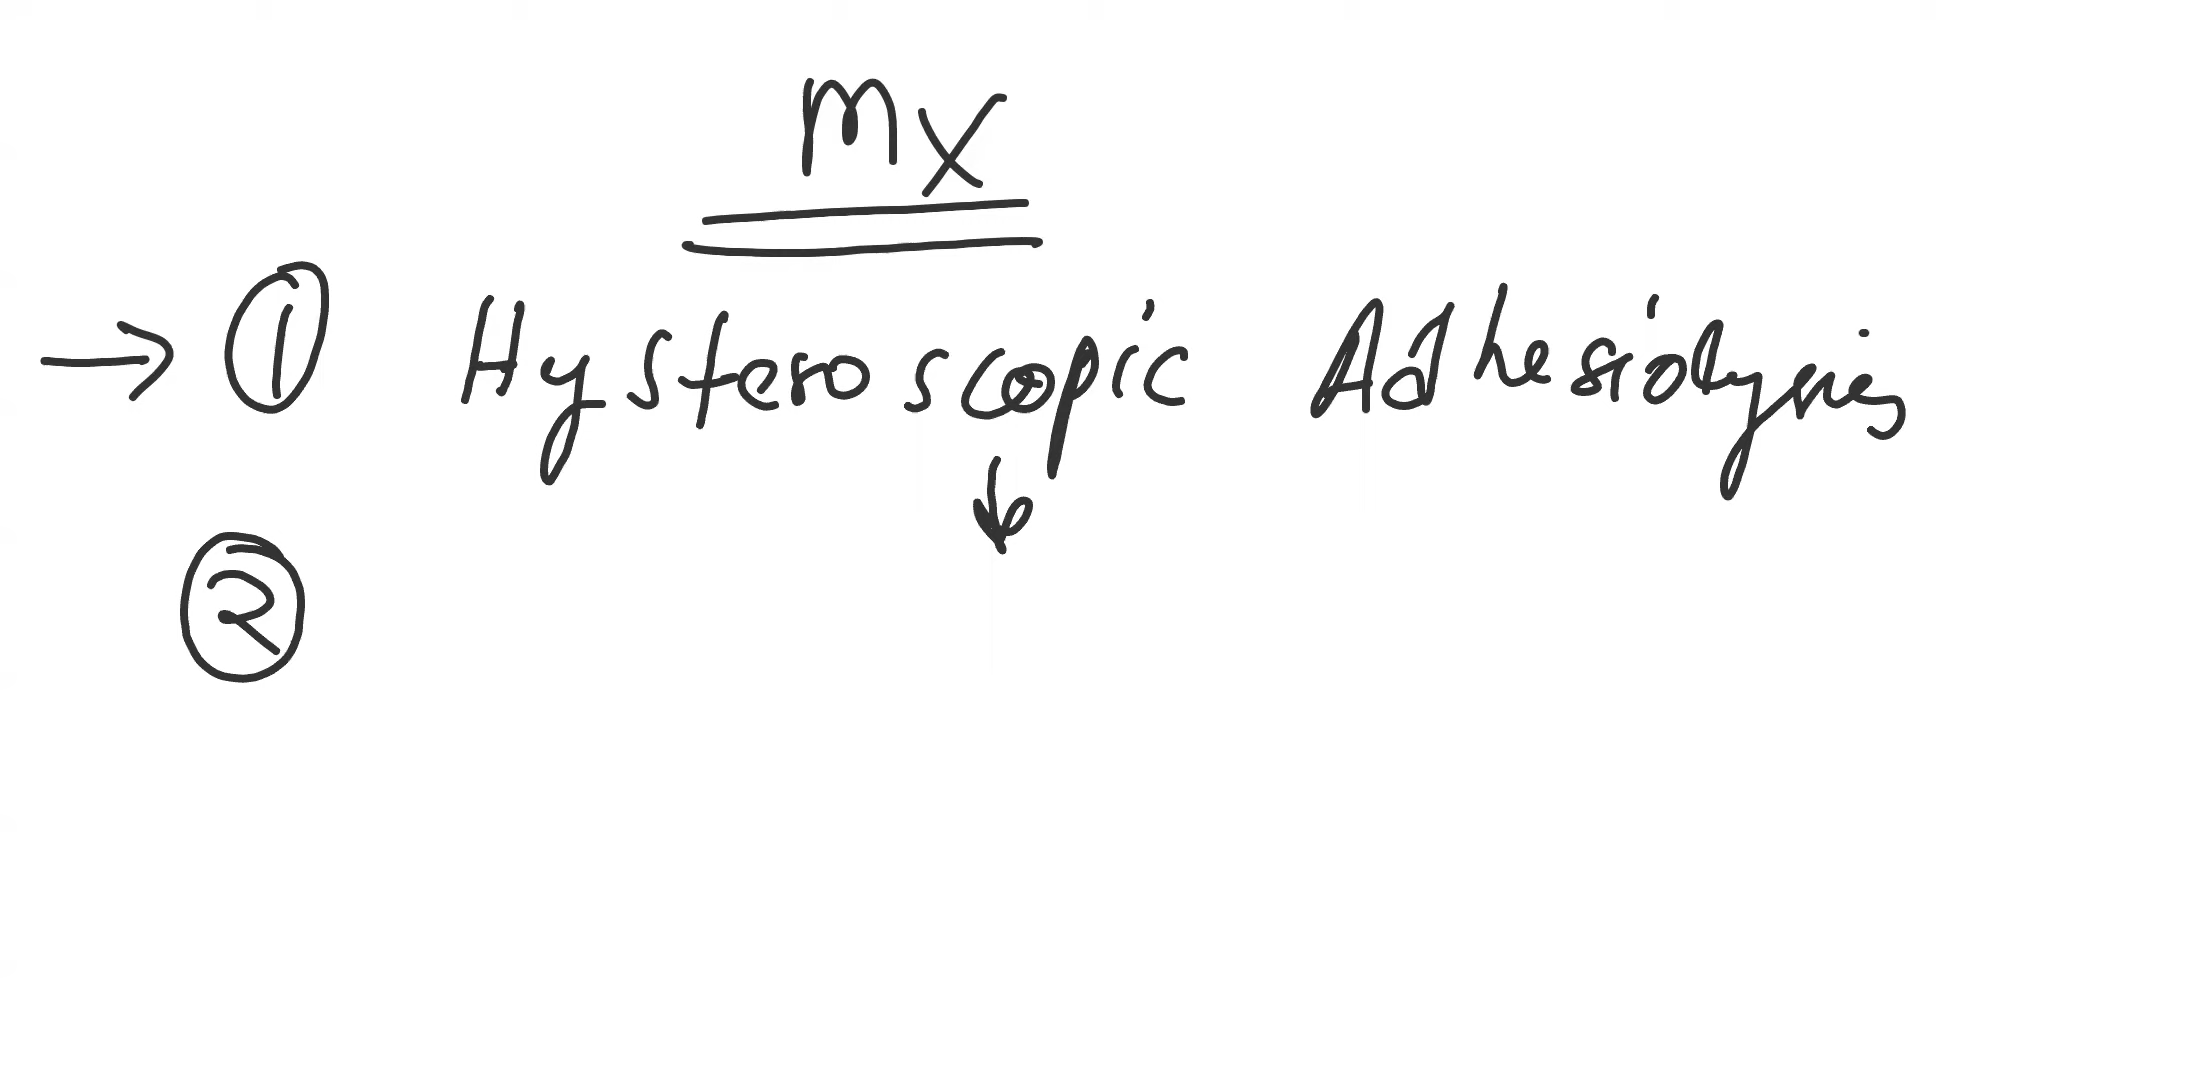 Mx
→ ① Hysteroscopic Adhesiolysis
↓
②